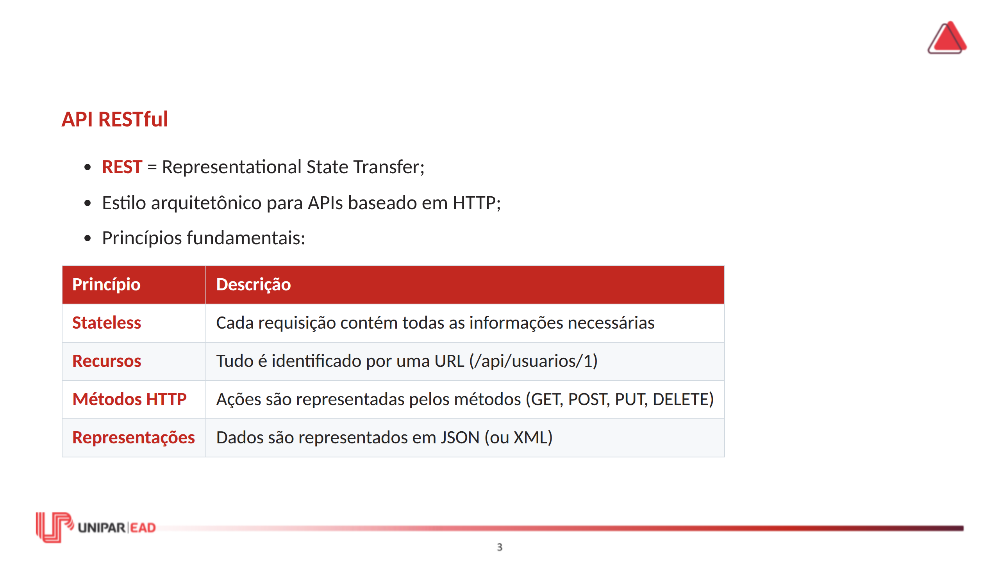 API RESTful
• REST = Representational State Transfer;
• Estilo arquitetônico para APIs baseado em HTTP;
• Princípios fundamentais:
Princípio Descrição
Stateless Cada requisição contém todas as informações necessárias
Recursos Tudo é identificado por uma URL (/api/usuarios/1)
Métodos HTTP Ações são representadas pelos métodos (GET, POST, PUT, DELETE)
Representações Dados são representados em JSON (ou XML)
UNIPAR|EAD
3